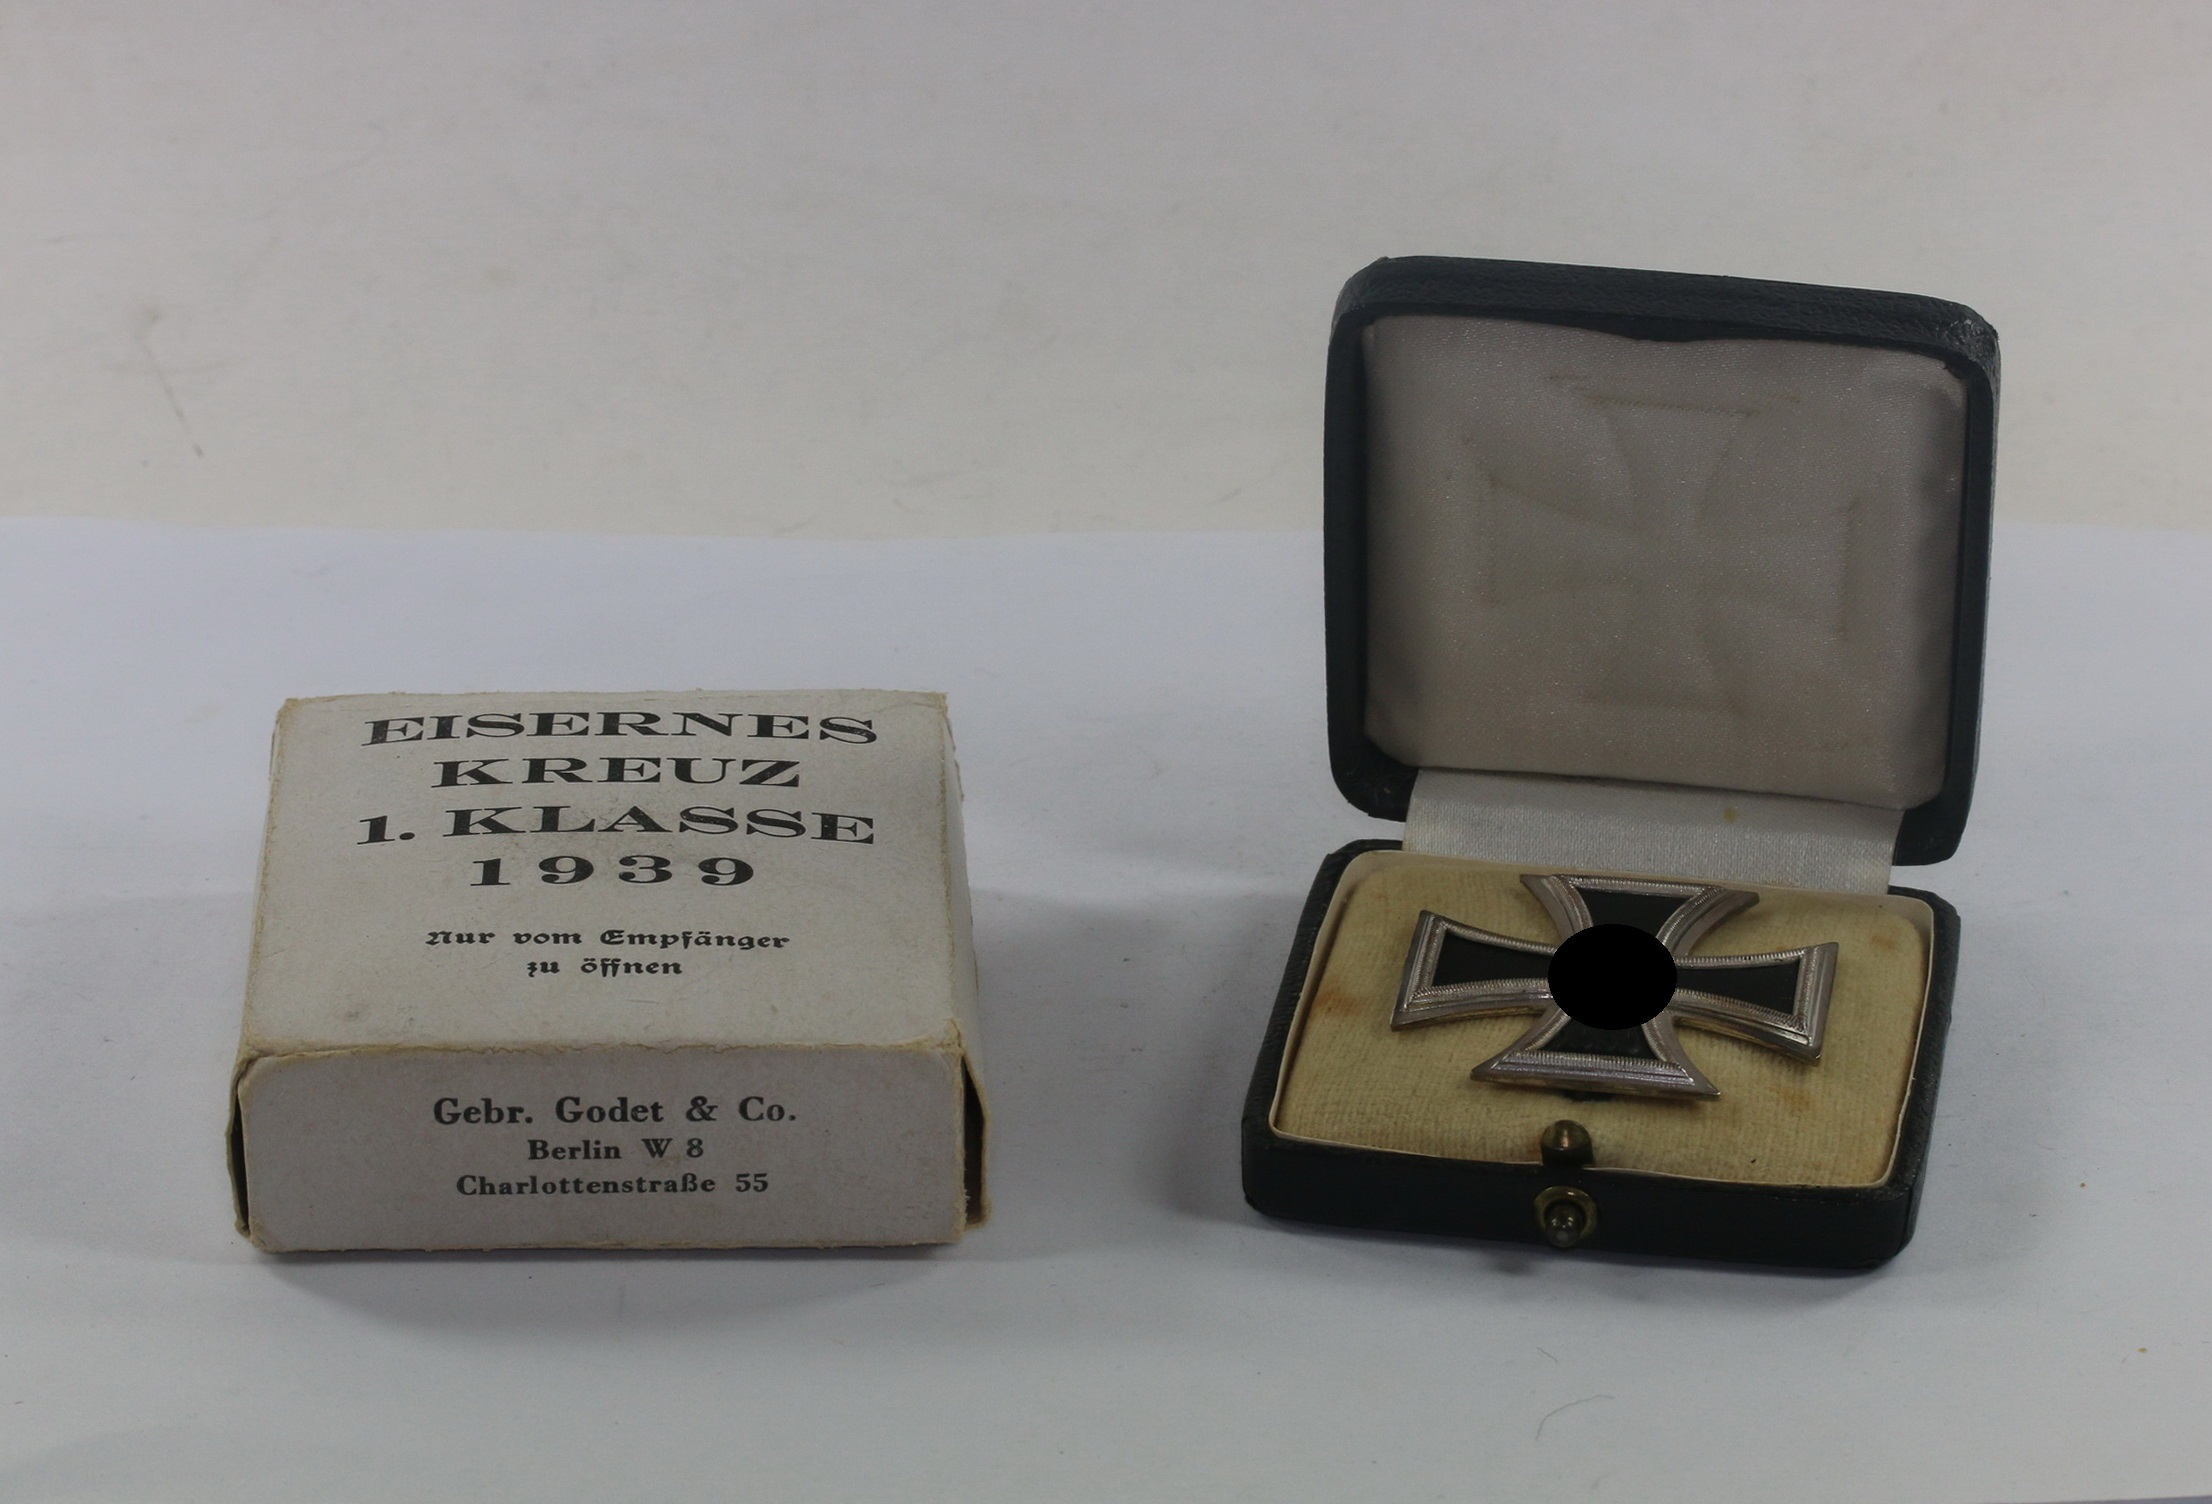 EISERNES
KREUZ
1. KLASSE
1939
Nur vom Empfänger
zu öffnen
Gebr. Godet & Co.
Berlin W 8
Charlottenstraße 55